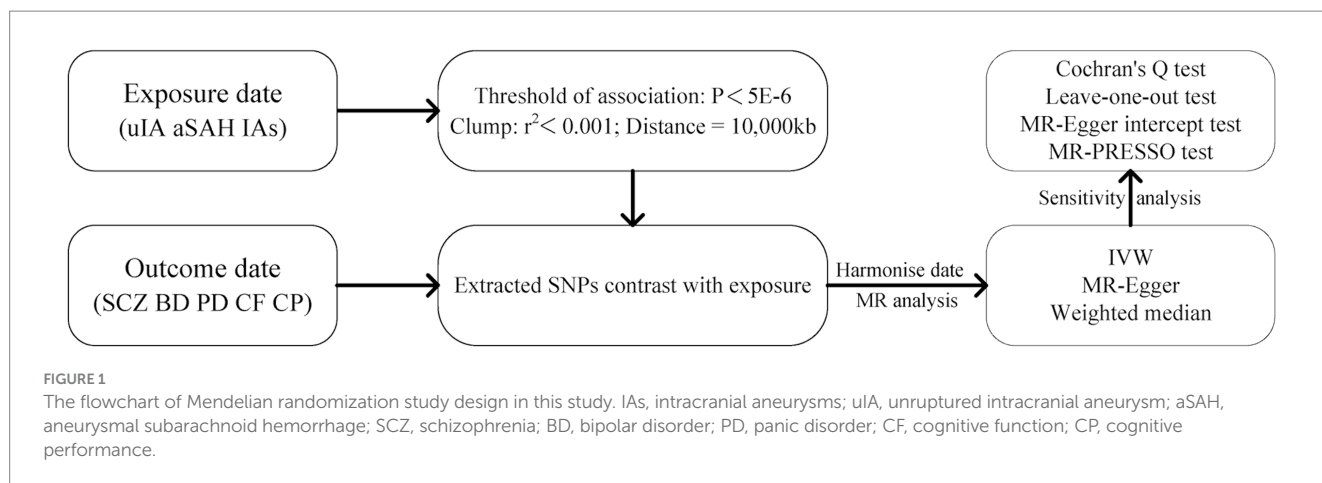 Exposure date
(uIA aSAH IAs)
Threshold of association: P< 5E-6
Clump: r²< 0.001; Distance = 10,000kb
Cochran's Q test
Leave-one-out test
MR-Egger intercept test
MR-PRESSO test
Sensitivity analysis
Outcome date
(SCZ BD PD CF CP)
Extracted SNPs contrast with exposure
Harmonise date
MR analysis
IVW
MR-Egger
Weighted median
FIGURE 1
The flowchart of Mendelian randomization study design in this study. IAs, intracranial aneurysms; uIA, unruptured intracranial aneurysm; aSAH,
aneurysmal subarachnoid hemorrhage; SCZ, schizophrenia; BD, bipolar disorder; PD, panic disorder; CF, cognitive function; CP, cognitive
performance.